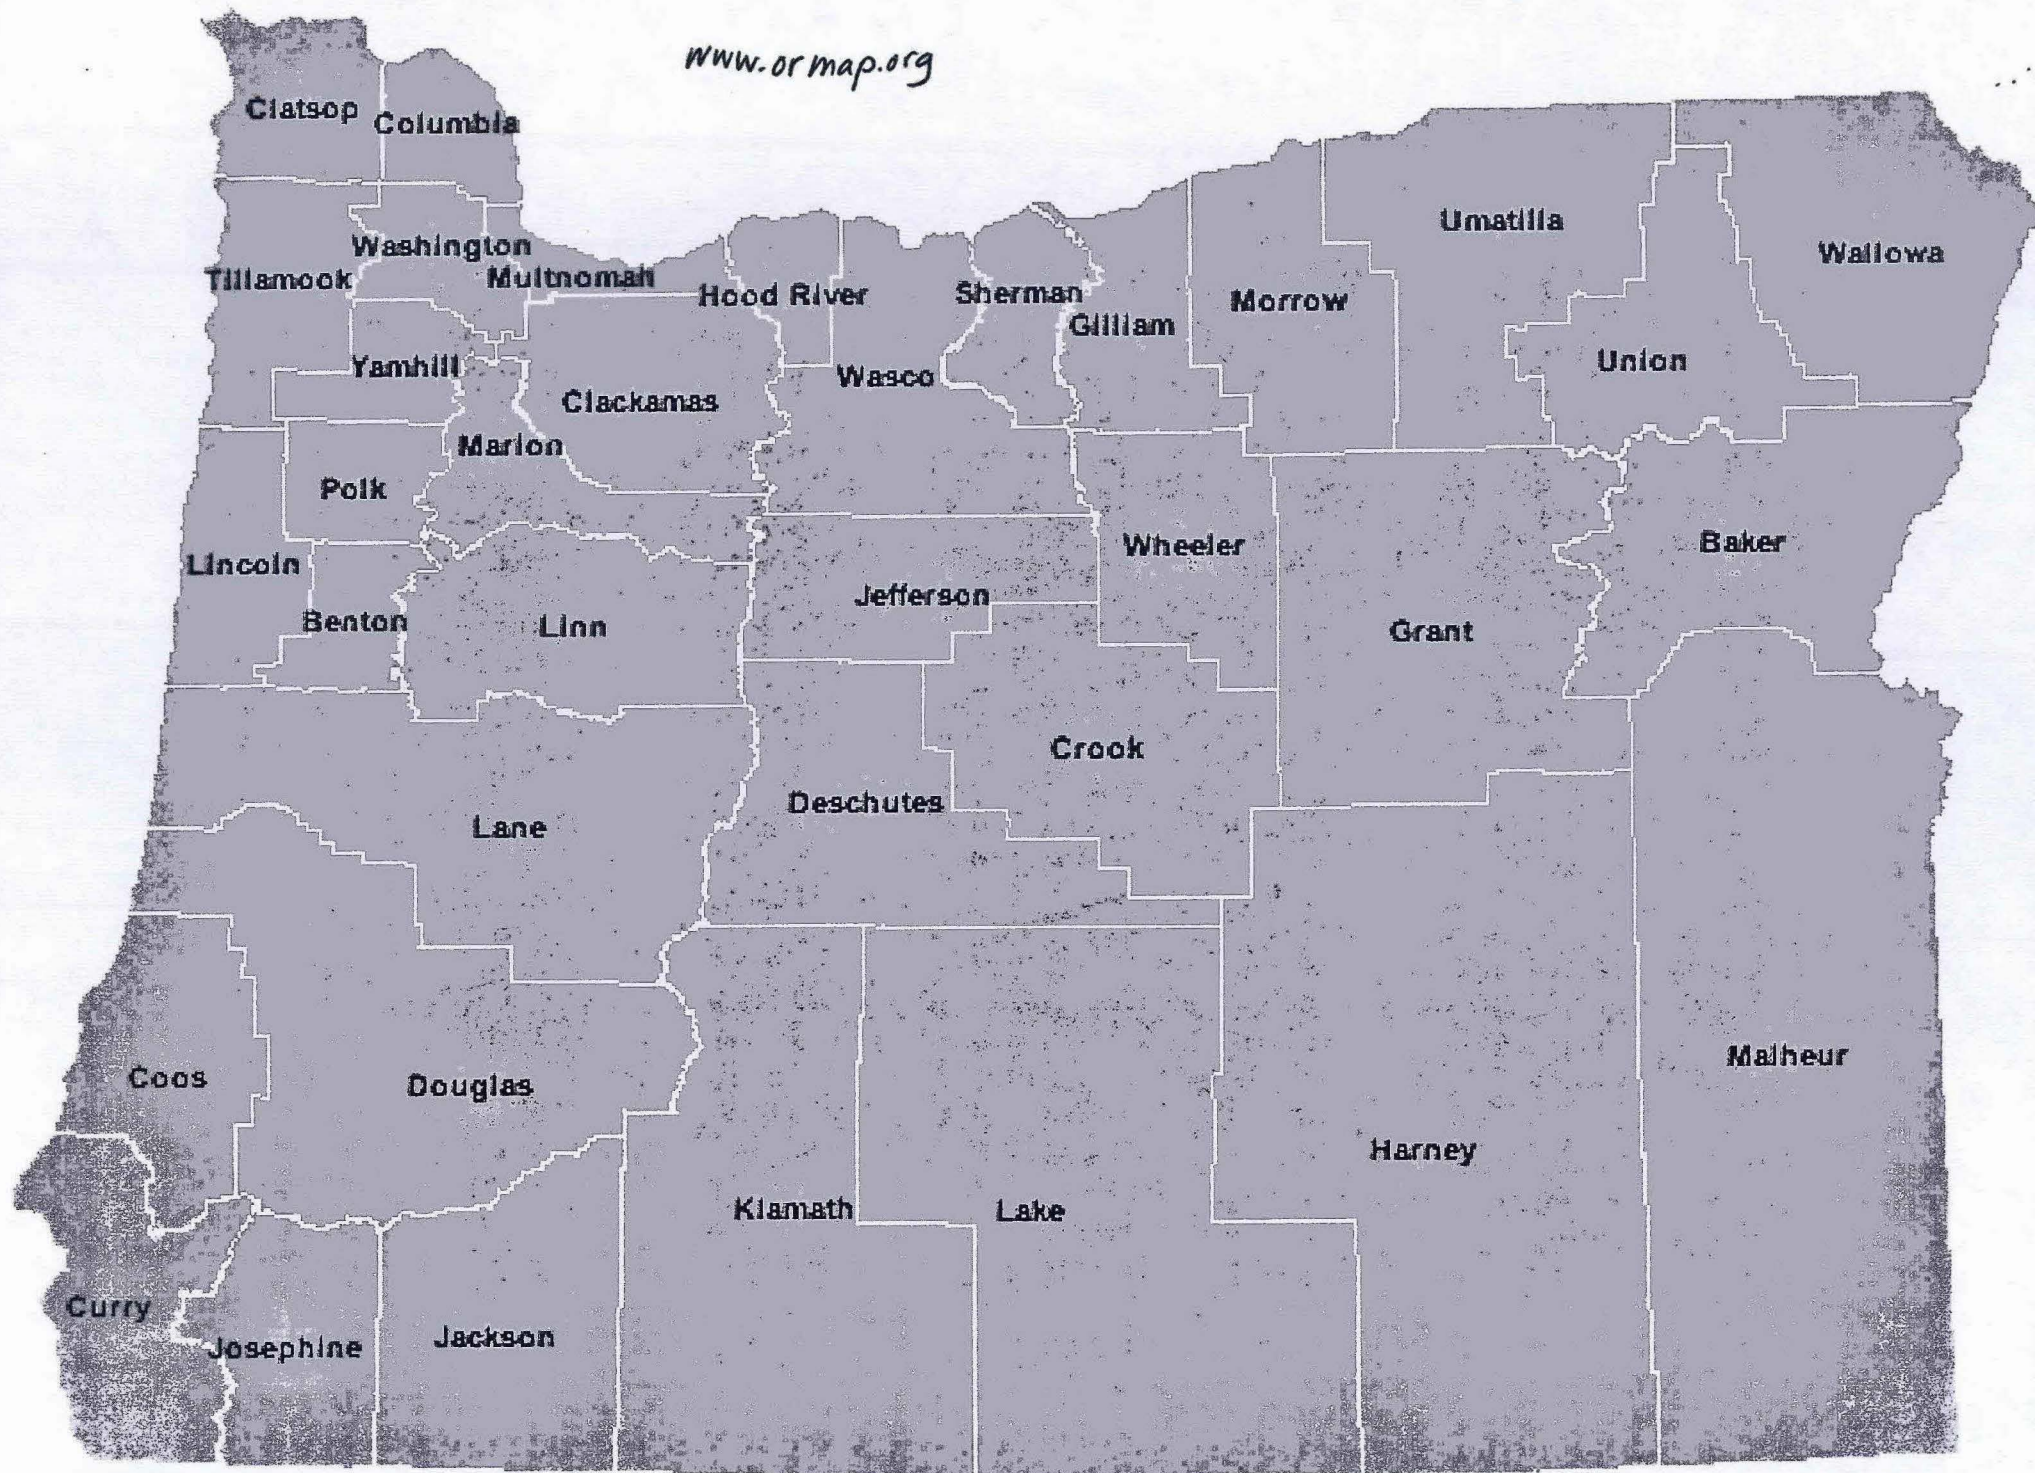 www.ormap.org
Clatsop
Columbia
Washington
Tillamook
Multnomah
Hood River
Sherman
Gilliam
Morrow
Umatilla
Wallowa
Yamhill
Clackamas
Wasco
Union
Marion
Polk
Lincoln
Benton
Linn
Jefferson
Wheeler
Grant
Baker
Crook
Deschutes
Lane
Coos
Douglas
Malheur
Harney
Klamath
Lake
Curry
Josephine
Jackson